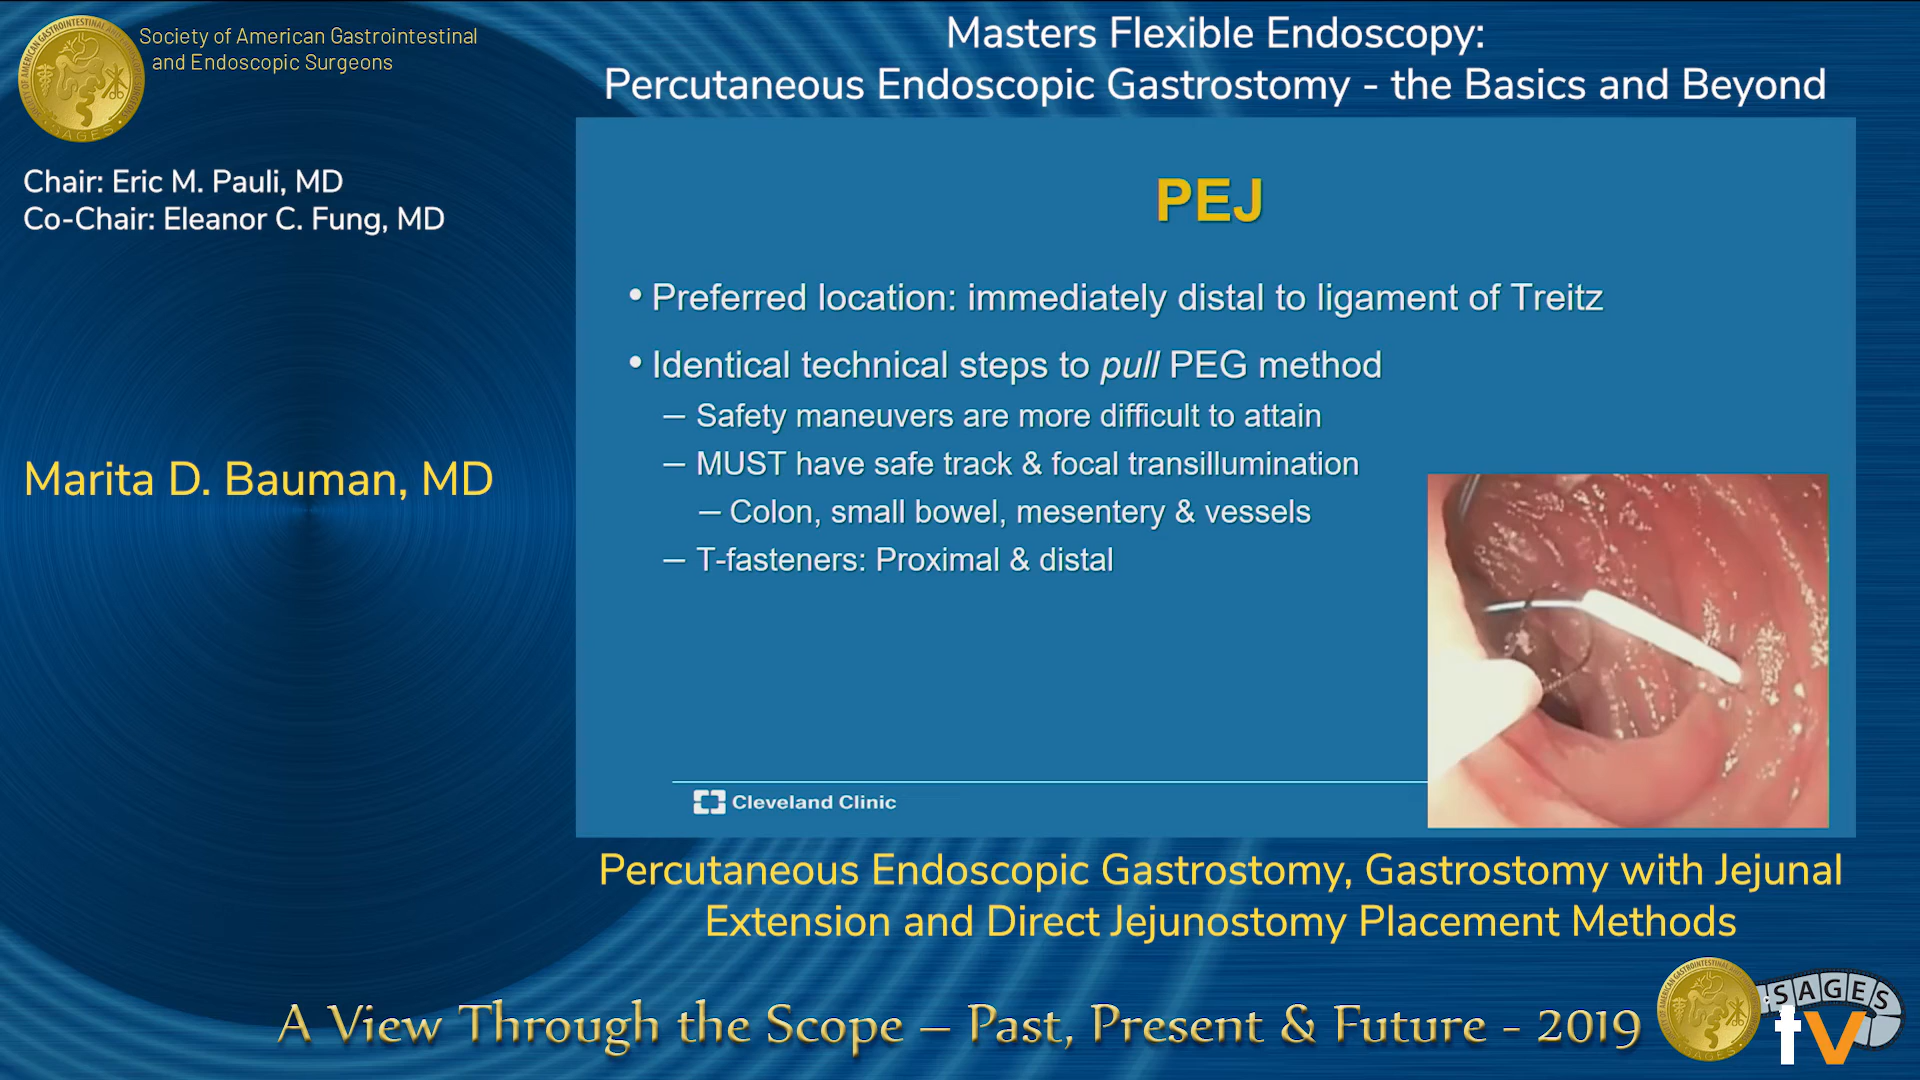 Society of American Gastrointestinal
and Endoscopic Surgeons
Masters Flexible Endoscopy:
Percutaneous Endoscopic Gastrostomy - the Basics and Beyond
Chair: Eric M. Pauli, MD
Co-Chair: Eleanor C. Fung, MD
Marita D. Bauman, MD
PEJ
• Preferred location: immediately distal to ligament of Treitz
• Identical technical steps to pull PEG method
– Safety maneuvers are more difficult to attain
– MUST have safe track & focal transillumination
– Colon, small bowel, mesentery & vessels
– T-fasteners: Proximal & distal
Cleveland Clinic
Percutaneous Endoscopic Gastrostomy, Gastrostomy with Jejunal
Extension and Direct Jejunostomy Placement Methods
A View Through the Scope – Past, Present & Future - 2019
SAGES
tv